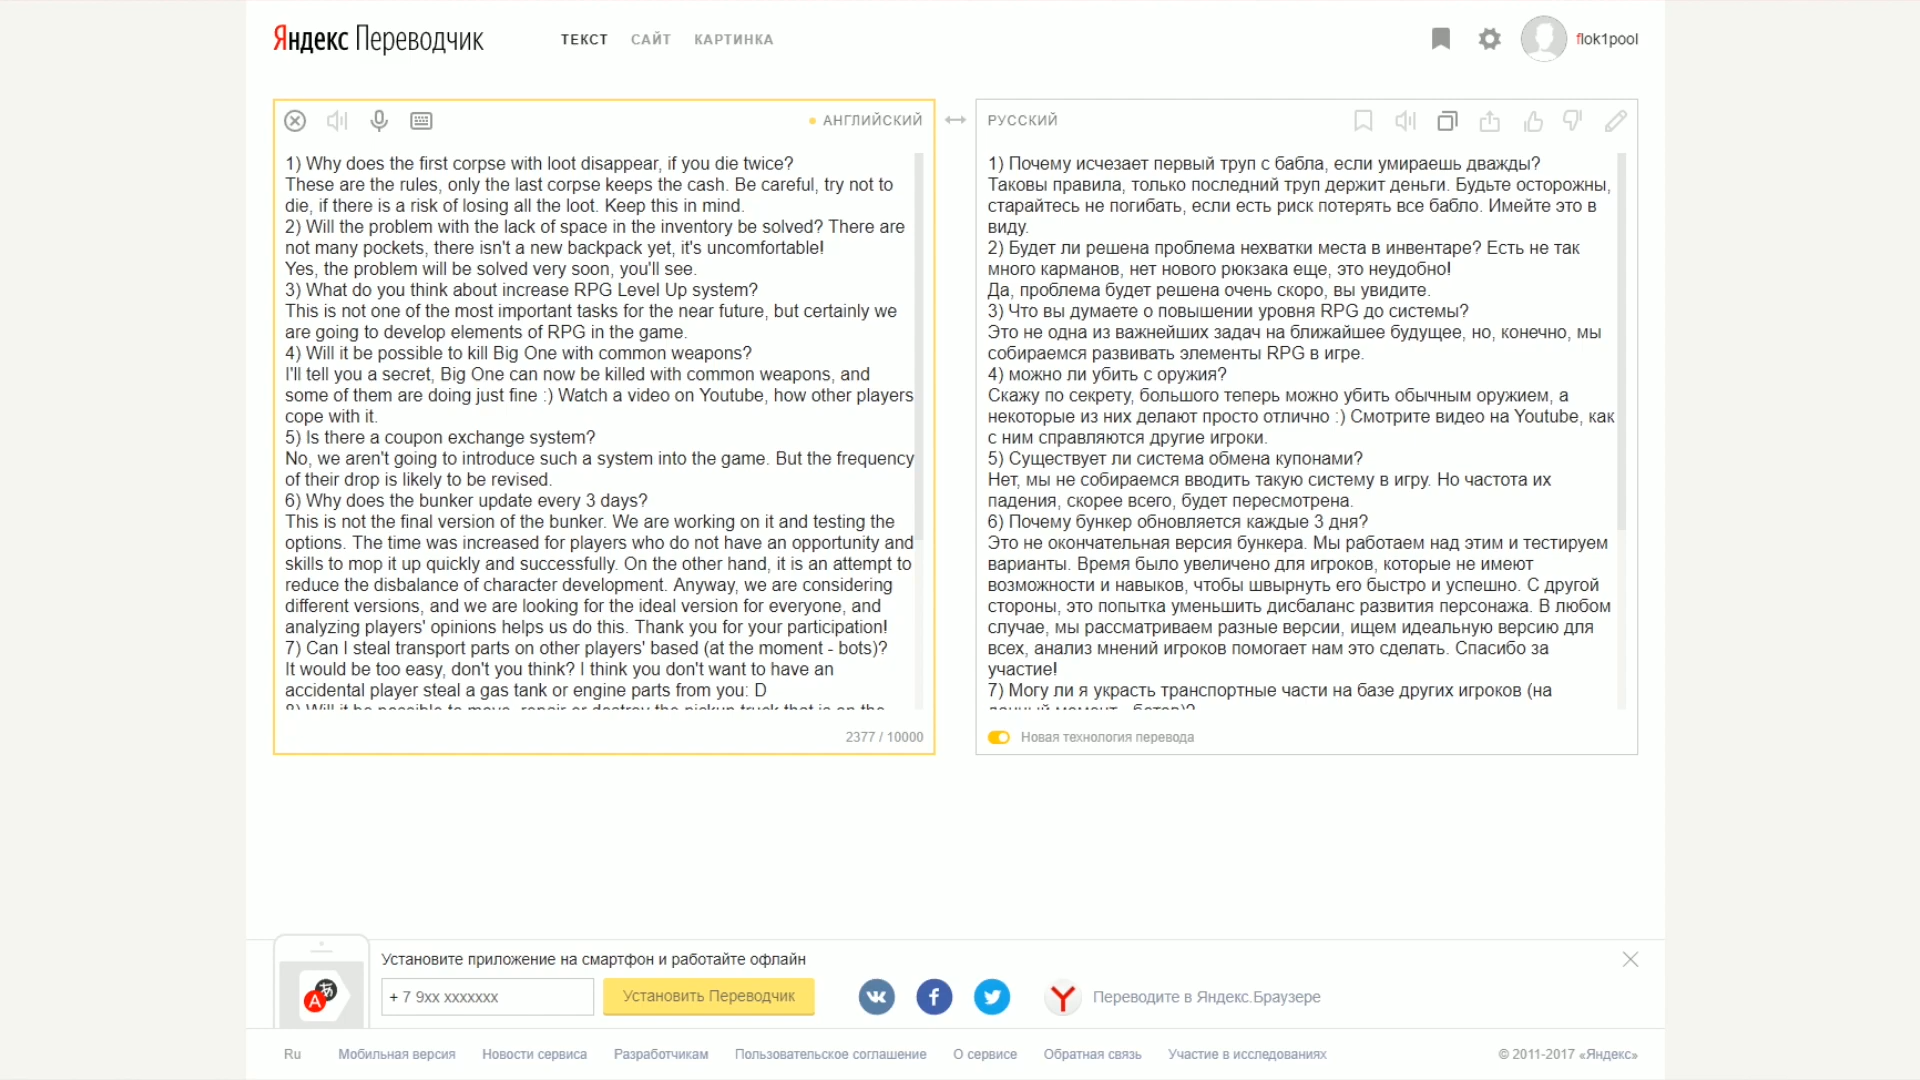 Яндекс Переводчик
ТЕКСТ
САЙТ
КАРТИНКА
flok1pool
АНГЛИЙСКИЙ
1) Why does the first corpse with loot disappear, if you die twice?
These are the rules, only the last corpse keeps the cash. Be careful, try not to
die, if there is a risk of losing all the loot. Keep this in mind.
2) Will the problem with the lack of space in the inventory be solved? There are
not many pockets, there isn't a new backpack yet, it's uncomfortable!
Yes, the problem will be solved very soon, you'll see.
3) What do you think about increase RPG Level Up system?
This is not one of the most important tasks for the near future, but certainly we
are going to develop elements of RPG in the game.
4) Will it be possible to kill Big One with common weapons?
I'll tell you a secret, Big One can now be killed with common weapons, and
some of them are doing just fine :) Watch a video on Youtube, how other players
cope with it.
5) Is there a coupon exchange system?
No, we aren't going to introduce such a system into the game. But the frequency
of their drop is likely to be revised.
6) Why does the bunker update every 3 days?
This is not the final version of the bunker. We are working on it and testing the
options. The time was increased for players who do not have an opportunity and
skills to mop it up quickly and successfully. On the other hand, it is an attempt to
reduce the disbalance of character development. Anyway, we are considering
different versions, and we are looking for the ideal version for everyone, and
analyzing players' opinions helps us do this. Thank you for your participation!
7) Can I steal transport parts on other players' based (at the moment - bots)?
It would be too easy, don't you think? I think you don't want to have an
accidental player steal a gas tank or engine parts from you: D
8) Will it be possible to move, repair or destroy the pickup truck that is on the
2377 / 10000
РУССКИЙ
1) Почему исчезает первый труп с бабла, если умираешь дважды?
Таковы правила, только последний труп держит деньги. Будьте осторожны,
старайтесь не погибать, если есть риск потерять все бабло. Имейте это в
виду.
2) Будет ли решена проблема нехватки места в инвентаре? Есть не так
много карманов, нет нового рюкзака еще, это неудобно!
Да, проблема будет решена очень скоро, вы увидите.
3) Что вы думаете о повышении уровня RPG до системы?
Это не одна из важнейших задач на ближайшее будущее, но, конечно, мы
собираемся развивать элементы RPG в игре.
4) можно ли убить с оружия?
Скажу по секрету, большого теперь можно убить обычным оружием, а
некоторые из них делают просто отлично :) Смотрите видео на Youtube, как
с ним справляются другие игроки.
5) Существует ли система обмена купонами?
Нет, мы не собираемся вводить такую систему в игру. Но частота их
падения, скорее всего, будет пересмотрена.
6) Почему бункер обновляется каждые 3 дня?
Это не окончательная версия бункера. Мы работаем над этим и тестируем
варианты. Время было увеличено для игроков, которые не имеют
возможности и навыков, чтобы швырнуть его быстро и успешно. С другой
стороны, это попытка уменьшить дисбаланс развития персонажа. В любом
случае, мы рассматриваем разные версии, ищем идеальную версию для
всех, анализ мнений игроков помогает нам это сделать. Спасибо за
участие!
7) Могу ли я украсть транспортные части на базе других игроков (на
данный момент - ботов)?
Новая технология перевода
Установите приложение на смартфон и работайте офлайн
+ 7 9xx xxxxxxx
Установить Переводчик
Переводите в Яндекс.Браузере
Ru
Мобильная версия
Новости сервиса
Разработчикам
Пользовательское соглашение
О сервисе
Обратная связь
Участие в исследованиях
© 2011-2017 «Яндекс»